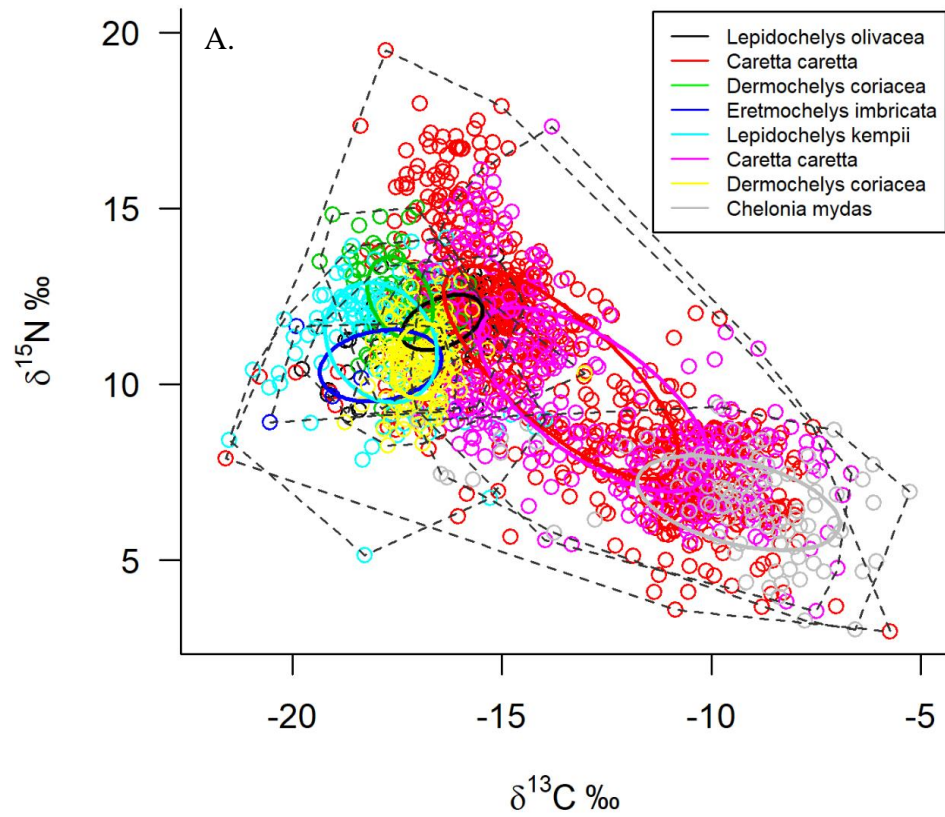 A.
Lepidochelys olivacea
Caretta caretta
Dermochelys coriacea
Eretmochelys imbricata
Lepidochelys kempii
Caretta caretta
Dermochelys coriacea
Chelonia mydas
20
15
10
5
δ¹⁵N ‰
-20 -15 -10 -5
δ¹³C ‰